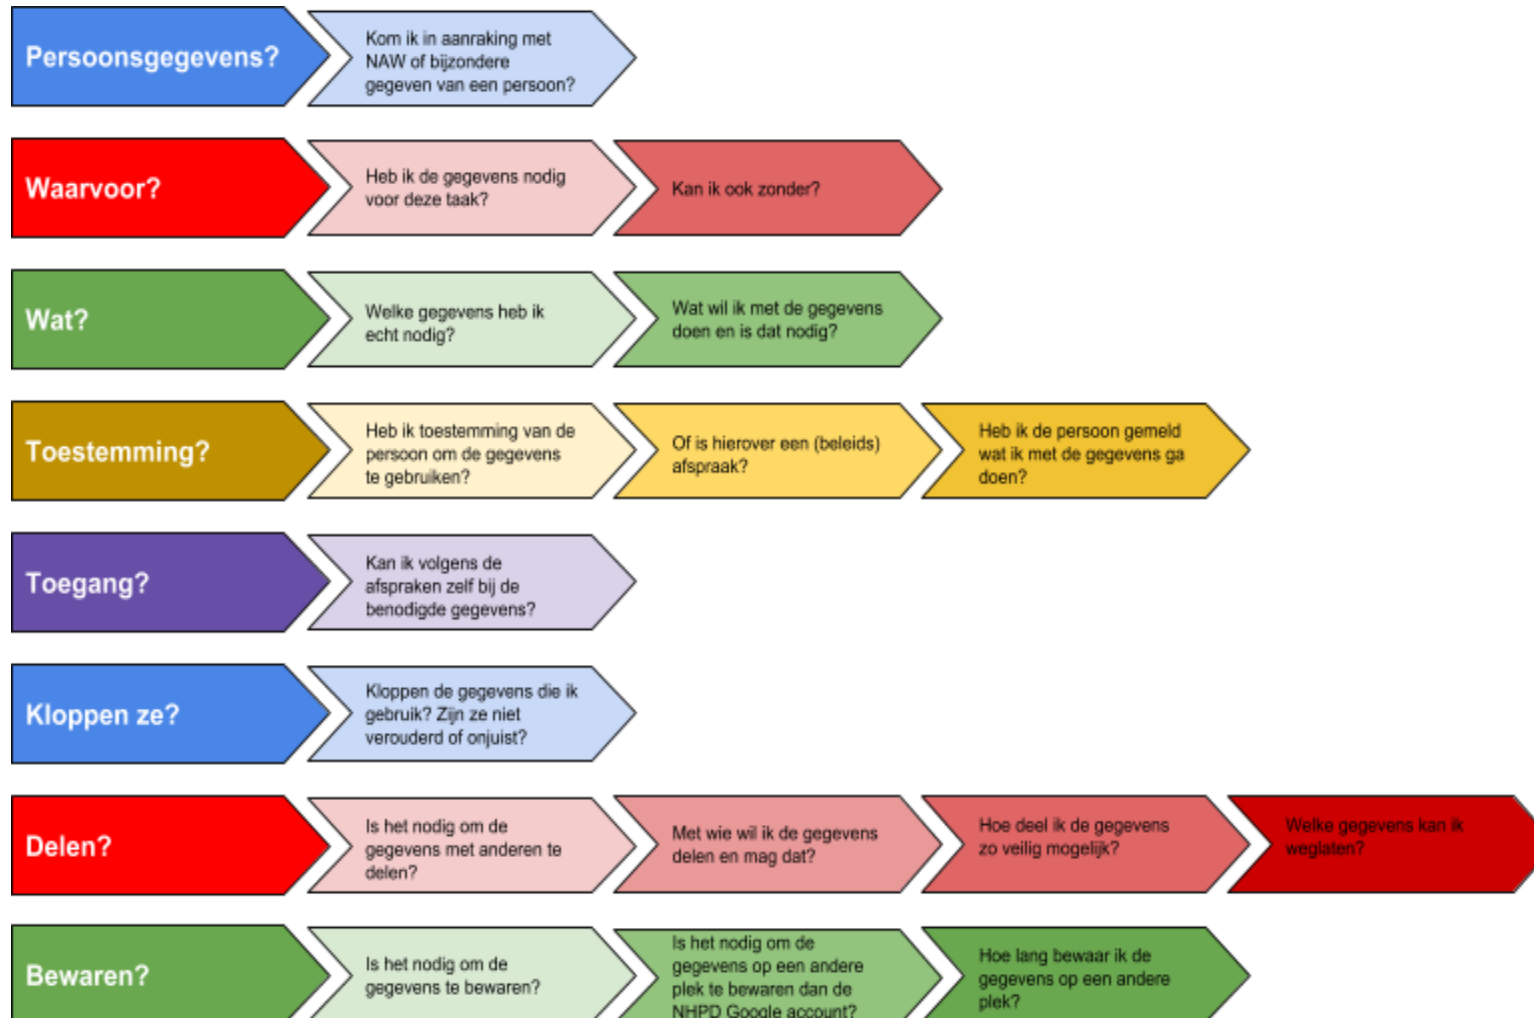 Persoonsgegevens?
Kom ik in aanraking met
NAW of bijzondere
gegeven van een persoon?
Waarvoor?
Heb ik de gegevens nodig
voor deze taak?
Kan ik ook zonder?
Wat?
Welke gegevens heb ik
echt nodig?
Wat wil ik met de gegevens
doen en is dat nodig?
Toestemming?
Heb ik toestemming van de
persoon om de gegevens
te gebruiken?
Of is hierover een (beleids)
afspraak?
Heb ik de persoon gemeld
wat ik met de gegevens ga
doen?
Toegang?
Kan ik volgens de
afspraken zelf bij de
benodigde gegevens?
Kloppen ze?
Kloppen de gegevens die ik
gebruik? Zijn ze niet
verouderd of onjuist?
Delen?
Is het nodig om de
gegevens met anderen te
delen?
Met wie wil ik de gegevens
delen en mag dat?
Hoe deel ik de gegevens
zo veilig mogelijk?
Welke gegevens kan ik
weglaten?
Bewaren?
Is het nodig om de
gegevens te bewaren?
Is het nodig om de
gegevens op een andere
plek te bewaren dan de
NHPD Google account?
Hoe lang bewaar ik de
gegevens op een andere
plek?